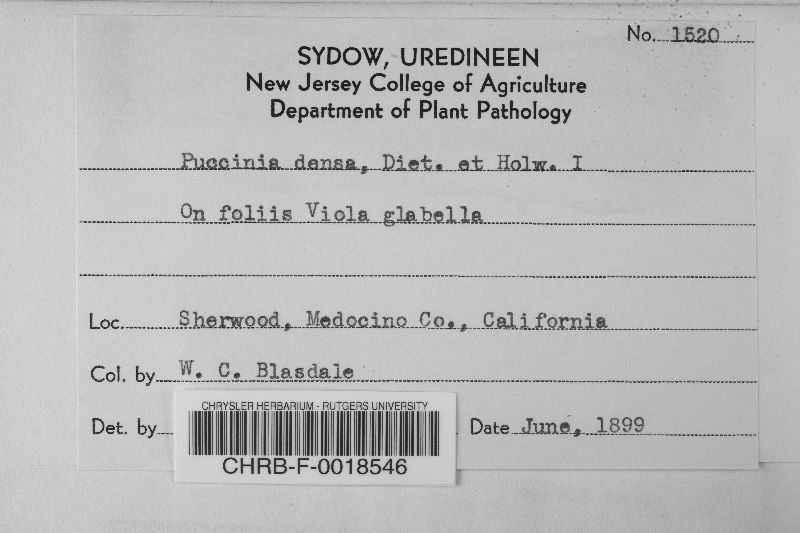 No. 1520
SYDOW, UREDINEEN
New Jersey College of Agriculture
Department of Plant Pathology
Puccinia densa, Diet. et Holw. I
On foliis Viola glabella
Loc. Sherwood, Medocino Co., California
Col. by W. C. Blasdale
Det. by
Date June, 1899
CHRYSLER HERBARIUM - RUTGERS UNIVERSITY
CHRB-F-0018546